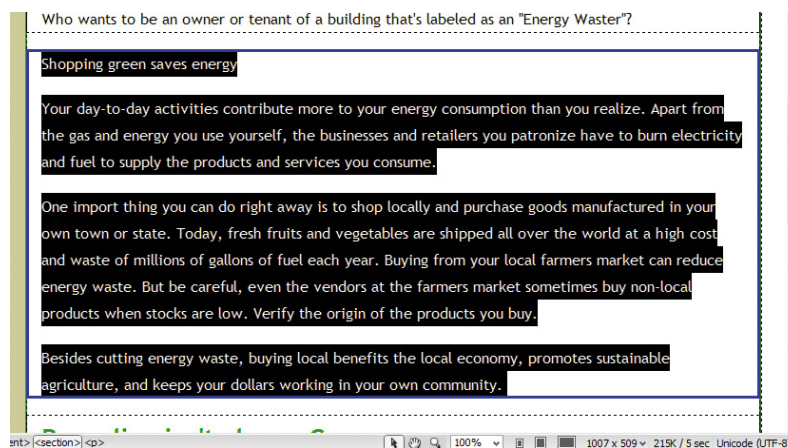 Who wants to be an owner or tenant of a building that's labeled as an "Energy Waster"?
Shopping green saves energy
Your day-to-day activities contribute more to your energy consumption than you realize. Apart from
the gas and energy you use yourself, the businesses and retailers you patronize have to burn electricity
and fuel to supply the products and services you consume.
One import thing you can do right away is to shop locally and purchase goods manufactured in your
own town or state. Today, fresh fruits and vegetables are shipped all over the world at a high cost
and waste of millions of gallons of fuel each year. Buying from your local farmers market can reduce
energy waste. But be careful, even the vendors at the farmers market sometimes buy non-local
products when stocks are low. Verify the origin of the products you buy.
Besides cutting energy waste, buying local benefits the local economy, promotes sustainable
agriculture, and keeps your dollars working in your own community.
ent> <section> <p> 100% 1007 x 509 215K / 5 sec Unicode (UTF-8